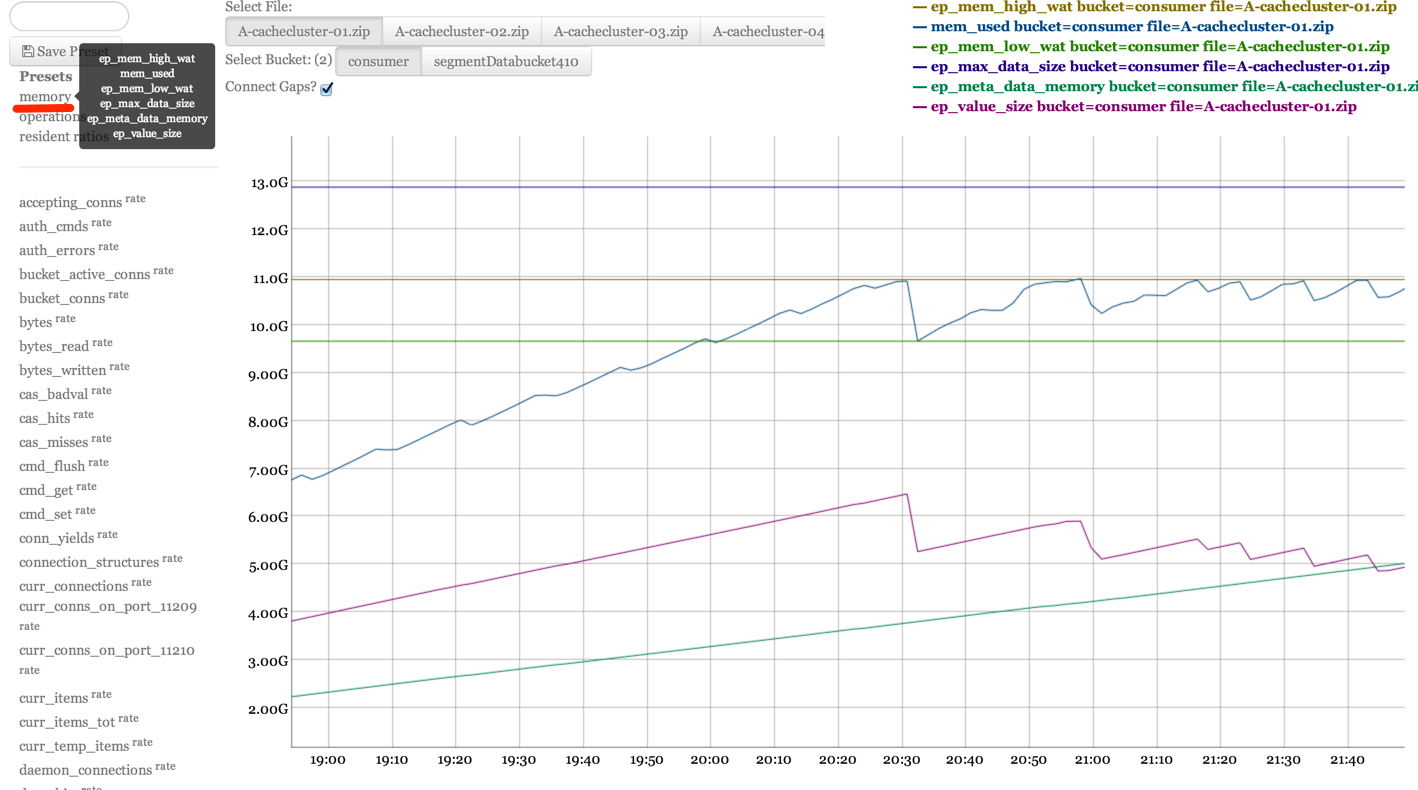 Select File:
A-cachecluster-01.zip A-cachecluster-02.zip A-cachecluster-03.zip A-cachecluster-04
Select Bucket: (2) consumer segmentDatabucket410
Connect Gaps?
ep_mem_high_wat bucket=consumer file=A-cachecluster-01.zip
mem_used bucket=consumer file=A-cachecluster-01.zip
ep_mem_low_wat bucket=consumer file=A-cachecluster-01.zip
ep_max_data_size bucket=consumer file=A-cachecluster-01.zip
ep_meta_data_memory bucket=consumer file=A-cachecluster-01.zi
ep_value_size bucket=consumer file=A-cachecluster-01.zip
Save Preset
Presets
memory
operations
resident ratios
ep_mem_high_wat
mem_used
ep_mem_low_wat
ep_max_data_size
ep_meta_data_memory
ep_value_size
accepting_conns rate
auth_cmds rate
auth_errors rate
bucket_active_conns rate
bucket_conns rate
bytes rate
bytes_read rate
bytes_written rate
cas_badval rate
cas_hits rate
cas_misses rate
cmd_flush rate
cmd_get rate
cmd_set rate
conn_yields rate
connection_structures rate
curr_connections rate
curr_conns_on_port_11209
rate
curr_conns_on_port_11210
rate
curr_items rate
curr_items_tot rate
curr_temp_items rate
daemon_connections rate
13.0G
12.0G
11.0G
10.0G
9.00G
8.00G
7.00G
6.00G
5.00G
4.00G
3.00G
2.00G
19:00 19:10 19:20 19:30 19:40 19:50 20:00 20:10 20:20 20:30 20:40 20:50 21:00 21:10 21:20 21:30 21:40